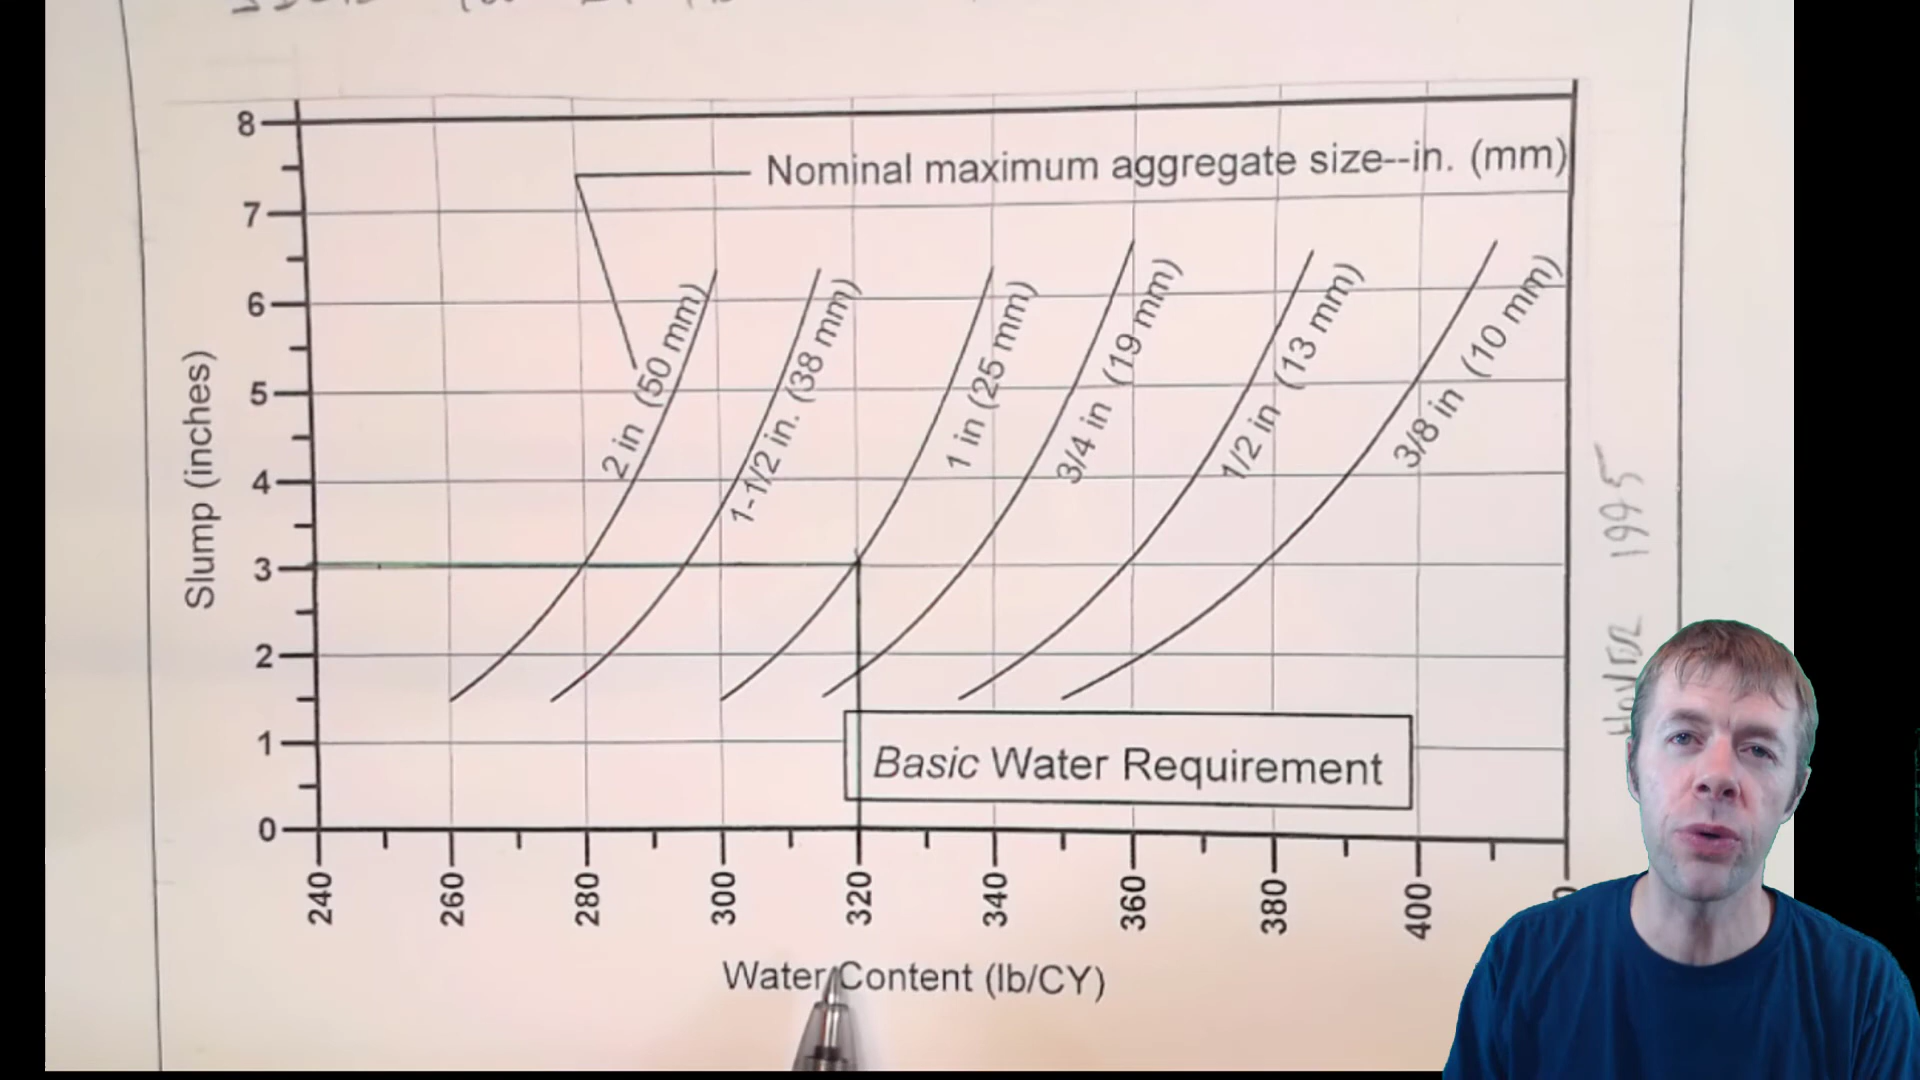 Nominal maximum aggregate size--in. (mm)
8
7
6
5
4
3
2
1
0
Slump (inches)
2 in (50 mm)
1-1/2 in. (38 mm)
1 in (25 mm)
3/4 in (19 mm)
1/2 in (13 mm)
3/8 in (10 mm)
Basic Water Requirement
240 260 280 300 320 340 360 380 400
Water Content (lb/CY)
HOVER 1995